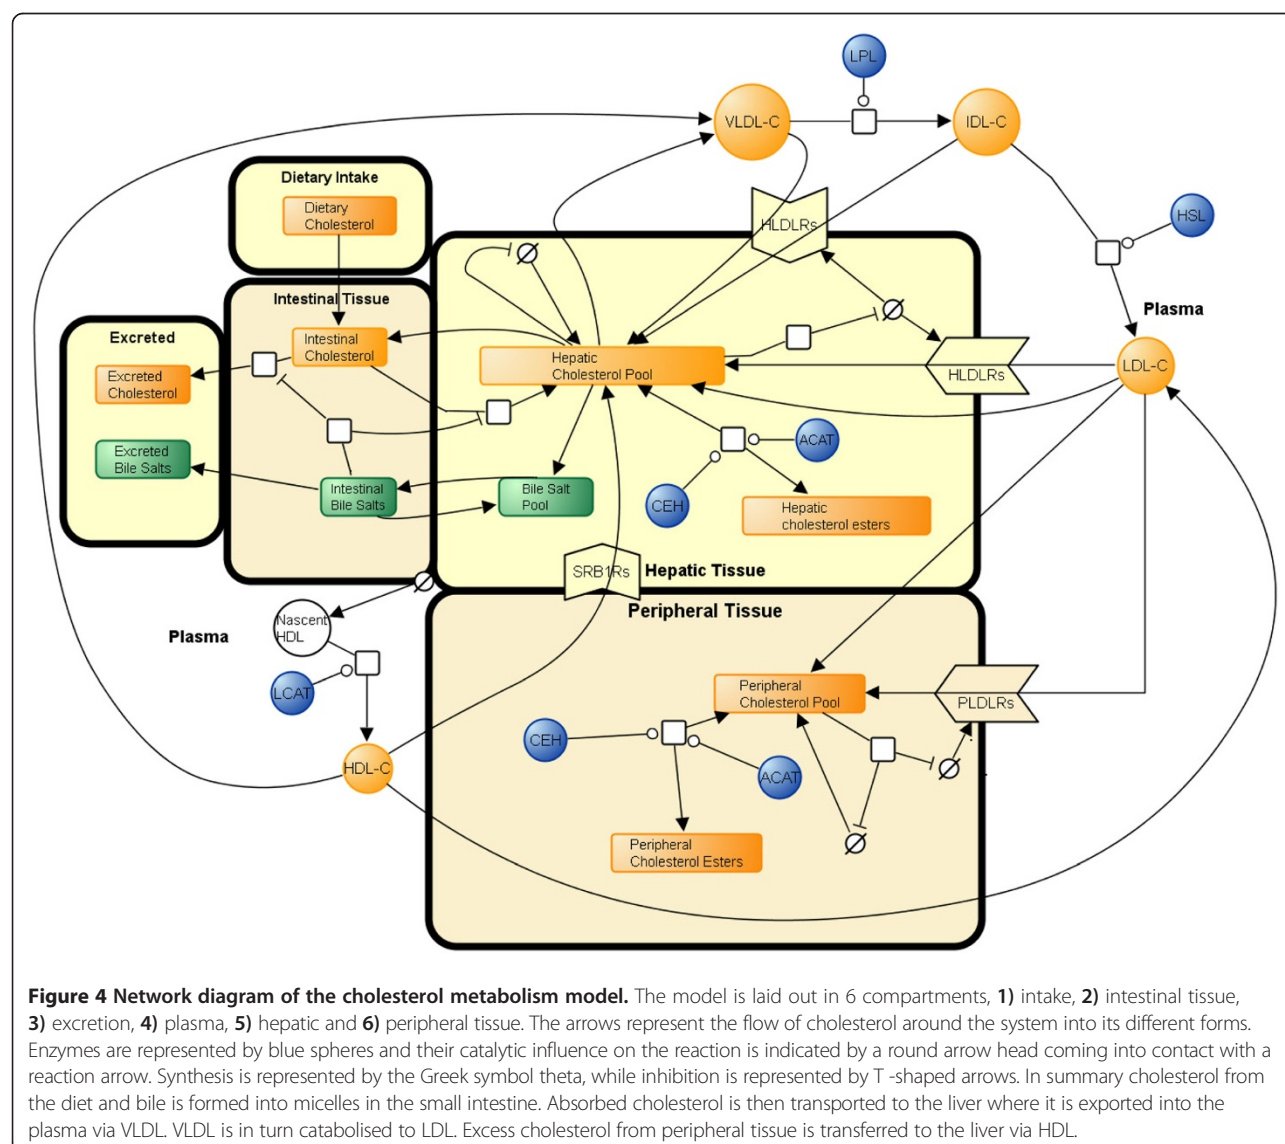 LPL
VLDL-C
IDL-C
Dietary Intake
Dietary
Cholesterol
HLDLRs
HSL
Intestinal Tissue
Plasma
Excreted
Intestinal
Cholesterol
Hepatic
Cholesterol Pool
HLDLRs
LDL-C
Excreted
Cholesterol
Excreted
Bile Salts
Intestinal
Bile Salts
Bile Salt
Pool
ACAT
CEH
Hepatic
cholesterol esters
SRB1Rs
Hepatic Tissue
Peripheral Tissue
Nascent
HDL
Plasma
LCAT
Peripheral
Cholesterol Pool
PLDLRs
CEH
HDL-C
ACAT
Peripheral
Cholesterol Esters
Figure 4 Network diagram of the cholesterol metabolism model. The model is laid out in 6 compartments, 1) intake, 2) intestinal tissue,
3) excretion, 4) plasma, 5) hepatic and 6) peripheral tissue. The arrows represent the flow of cholesterol around the system into its different forms.
Enzymes are represented by blue spheres and their catalytic influence on the reaction is indicated by a round arrow head coming into contact with a
reaction arrow. Synthesis is represented by the Greek symbol theta, while inhibition is represented by T -shaped arrows. In summary cholesterol from
the diet and bile is formed into micelles in the small intestine. Absorbed cholesterol is then transported to the liver where it is exported into the
plasma via VLDL. VLDL is in turn catabolised to LDL. Excess cholesterol from peripheral tissue is transferred to the liver via HDL.